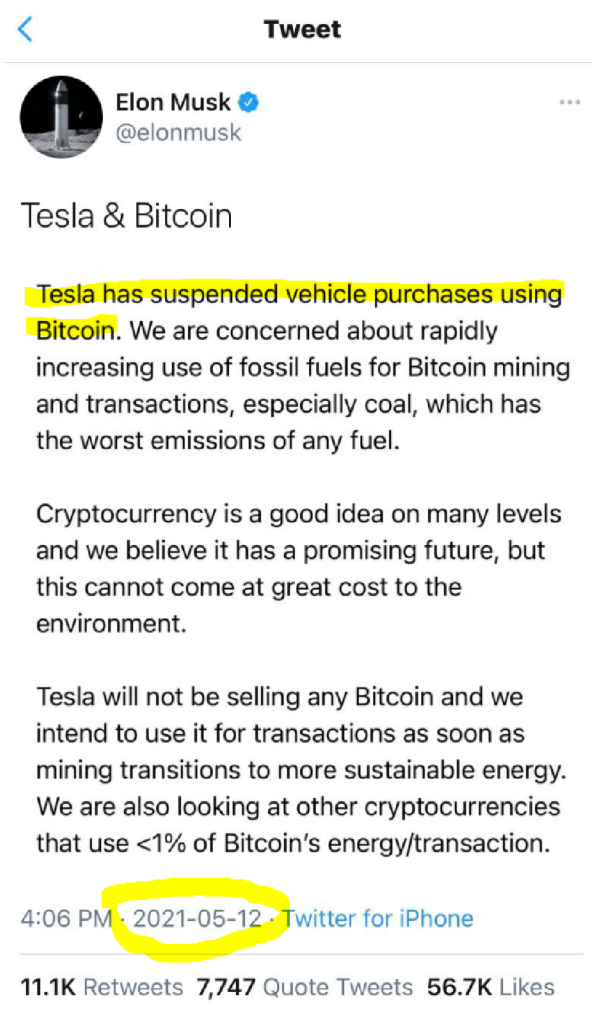 Tweet
Elon Musk
@elonmusk
Tesla & Bitcoin
Tesla has suspended vehicle purchases using
Bitcoin. We are concerned about rapidly
increasing use of fossil fuels for Bitcoin mining
and transactions, especially coal, which has
the worst emissions of any fuel.
Cryptocurrency is a good idea on many levels
and we believe it has a promising future, but
this cannot come at great cost to the
environment.
Tesla will not be selling any Bitcoin and we
intend to use it for transactions as soon as
mining transitions to more sustainable energy.
We are also looking at other cryptocurrencies
that use <1% of Bitcoin’s energy/transaction.
4:06 PM · 2021-05-12 · Twitter for iPhone
11.1K Retweets 7,747 Quote Tweets 56.7K Likes